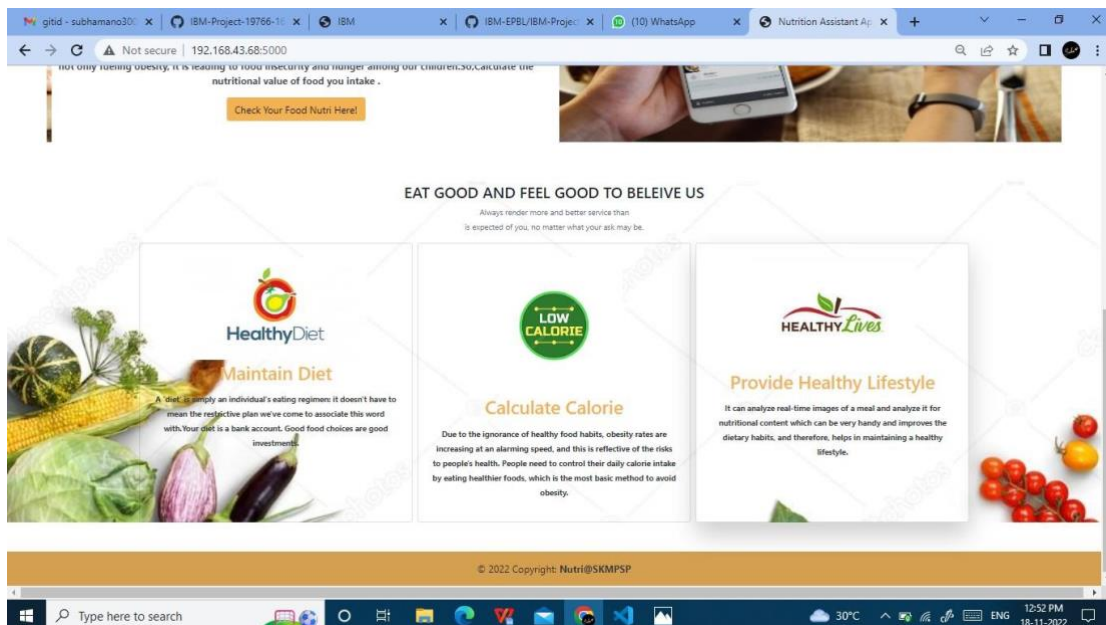 gitid - subhamano300
IBM-Project-19766-16
IBM
IBM-EPBL/IBM-Projec
(10) WhatsApp
Nutrition Assistant Ap
Not secure | 192.168.43.68:5000
not only fueling obesity, it is leading to food insecurity and hunger among our children.So,Calculate the
nutritional value of food you intake .
Check Your Food Nutri Here!
EAT GOOD AND FEEL GOOD TO BELEIVE US
Always render more and better service than
is expected of you, no matter what your ask may be.
HealthyDiet
Maintain Diet
A 'diet' is simply an individual's eating regimen: it doesn't have to
mean the restrictive plan we've come to associate this word
with.Your diet is a bank account. Good food choices are good
investments.
LOW
CALORIE
Calculate Calorie
Due to the ignorance of healthy food habits, obesity rates are
increasing at an alarming speed, and this is reflective of the risks
to people's health. People need to control their daily calorie intake
by eating healthier foods, which is the most basic method to avoid
obesity.
HEALTHY Lives
Provide Healthy Lifestyle
It can analyze real-time images of a meal and analyze it for
nutritional content which can be very handy and improves the
dietary habits, and therefore, helps in maintaining a healthy
lifestyle.
© 2022 Copyright: Nutri@SKMPSP
Type here to search
30°C
ENG
12:52 PM
18-11-2022